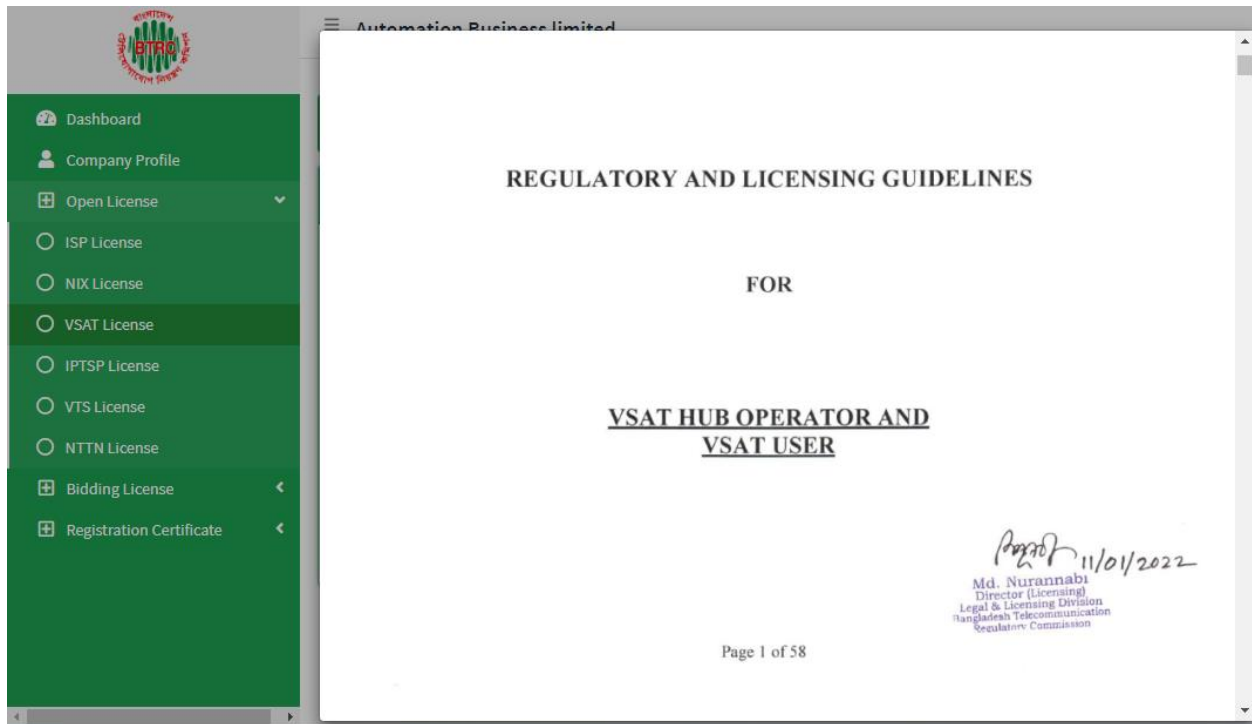 BTRC
Dashboard
Company Profile
Open License
ISP License
NIX License
VSAT License
IPTSP License
VTS License
NTTN License
Bidding License
Registration Certificate
Automation Business limited
REGULATORY AND LICENSING GUIDELINES
FOR
VSAT HUB OPERATOR AND
VSAT USER
11/01/2022
Md. Nurannabi
Director (Licensing)
Legal & Licensing Division
Bangladesh Telecommunication
Regulatory Commission
Page 1 of 58